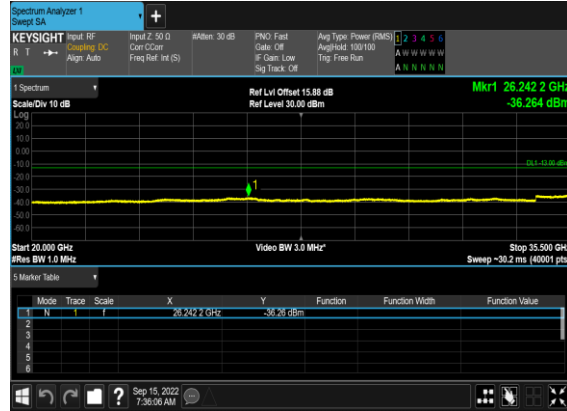 Spectrum Analyzer 1
Swept SA
+
KEYSIGHT Input: RF Input Z: 50 Ω #Atten: 30 dB PNO: Fast Avg Type: Power (RMS) 1 2 3 4 5 6
R T Coupling: DC Corr CCorr Gate: Off Avg|Hold: 100/100 A W W W W W
Align: Auto Freq Ref: Int (S) IF Gain: Low Trig: Free Run
Sig Track: Off A N N N N N
1 Spectrum
Ref Lvl Offset 15.88 dB Mkr1 26.242 2 GHz
Scale/Div 10 dB Ref Level 30.00 dBm -36.264 dBm
Log
20.0
10.0
0.00
-10.0 DL1 -13.00 dBm
-20.0
-30.0 1
-40.0
-50.0
-60.0
Start 20.000 GHz Video BW 3.0 MHz* Stop 35.500 GHz
#Res BW 1.0 MHz Sweep ~30.2 ms (40001 pts)
5 Marker Table
Mode Trace Scale X Y Function Function Width Function Value
1 N 1 f 26.242 2 GHz -36.26 dBm
2
3
4
5
6
? Sep 15, 2022
7:36:06 AM